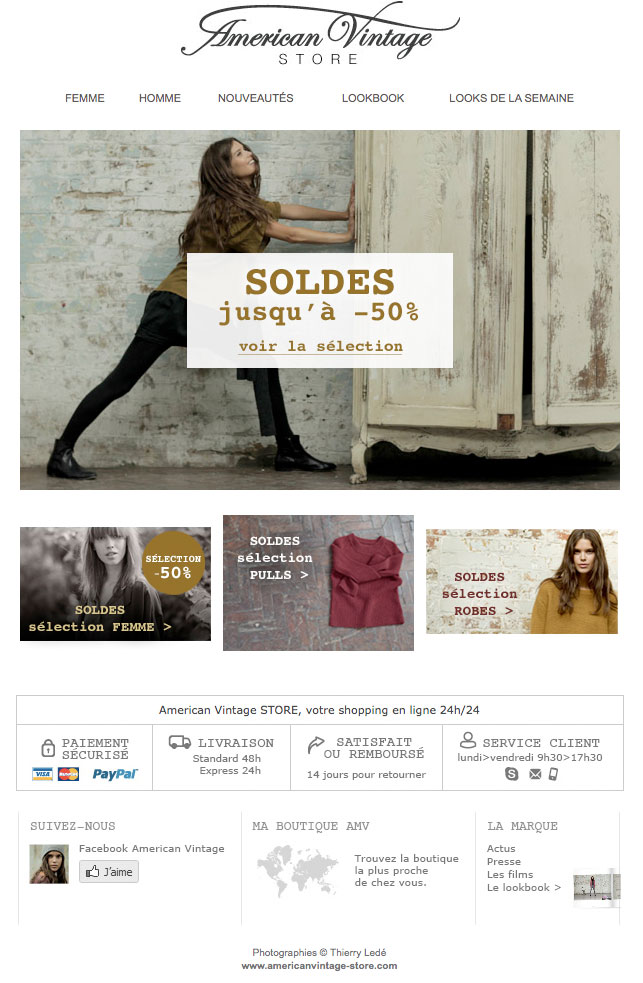 American Vintage
STORE
FEMME HOMME NOUVEAUTÉS LOOKBOOK LOOKS DE LA SEMAINE
SOLDES
jusqu'à -50%
voir la sélection
SÉLECTION
-50%
SOLDES
sélection FEMME >
SOLDES
sélection
PULLS >
SOLDES
sélection
ROBES >
American Vintage STORE, votre shopping en ligne 24h/24
PAIEMENT
SÉCURISÉ
VISA MasterCard PayPal
LIVRAISON
Standard 48h
Express 24h
SATISFAIT
OU REMBOURSÉ
14 jours pour retourner
SERVICE CLIENT
lundi>vendredi 9h30>17h30
SUIVEZ-NOUS
Facebook American Vintage
J'aime
MA BOUTIQUE AMV
Trouvez la boutique
la plus proche
de chez vous.
LA MARQUE
Actus
Presse
Les films
Le lookbook >
Photographies © Thierry Ledé
www.americanvintage-store.com